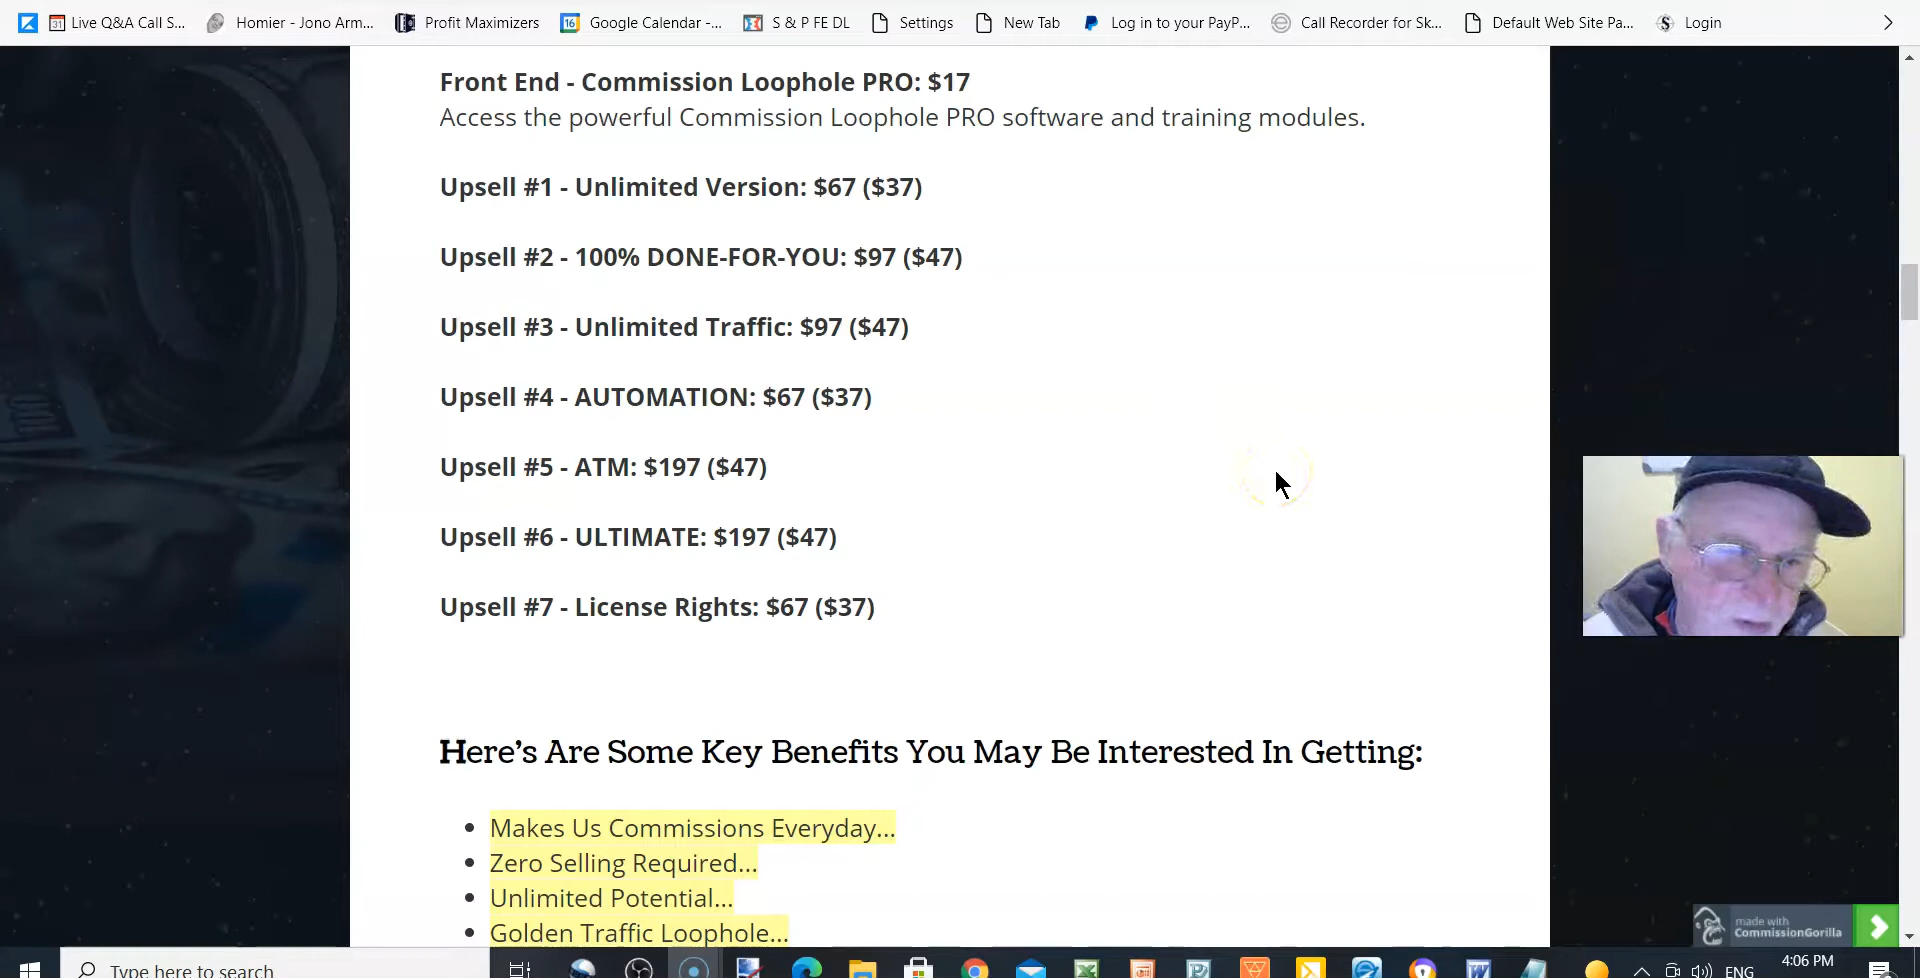 Live Q&A Call S...
Homier - Jono Arm...
Profit Maximizers
Google Calendar -...
S & P FE DL
Settings
New Tab
Log in to your PayP...
Call Recorder for Sk...
Default Web Site Pa...
Login
Front End - Commission Loophole PRO: $17
Access the powerful Commission Loophole PRO software and training modules.
Upsell #1 - Unlimited Version: $67 ($37)
Upsell #2 - 100% DONE-FOR-YOU: $97 ($47)
Upsell #3 - Unlimited Traffic: $97 ($47)
Upsell #4 - AUTOMATION: $67 ($37)
Upsell #5 - ATM: $197 ($47)
Upsell #6 - ULTIMATE: $197 ($47)
Upsell #7 - License Rights: $67 ($37)
Here's Are Some Key Benefits You May Be Interested In Getting:
Makes Us Commissions Everyday...
Zero Selling Required...
Unlimited Potential...
Golden Traffic Loophole...
made with
CommissionGorilla
4:06 PM
Type here to search
ENG